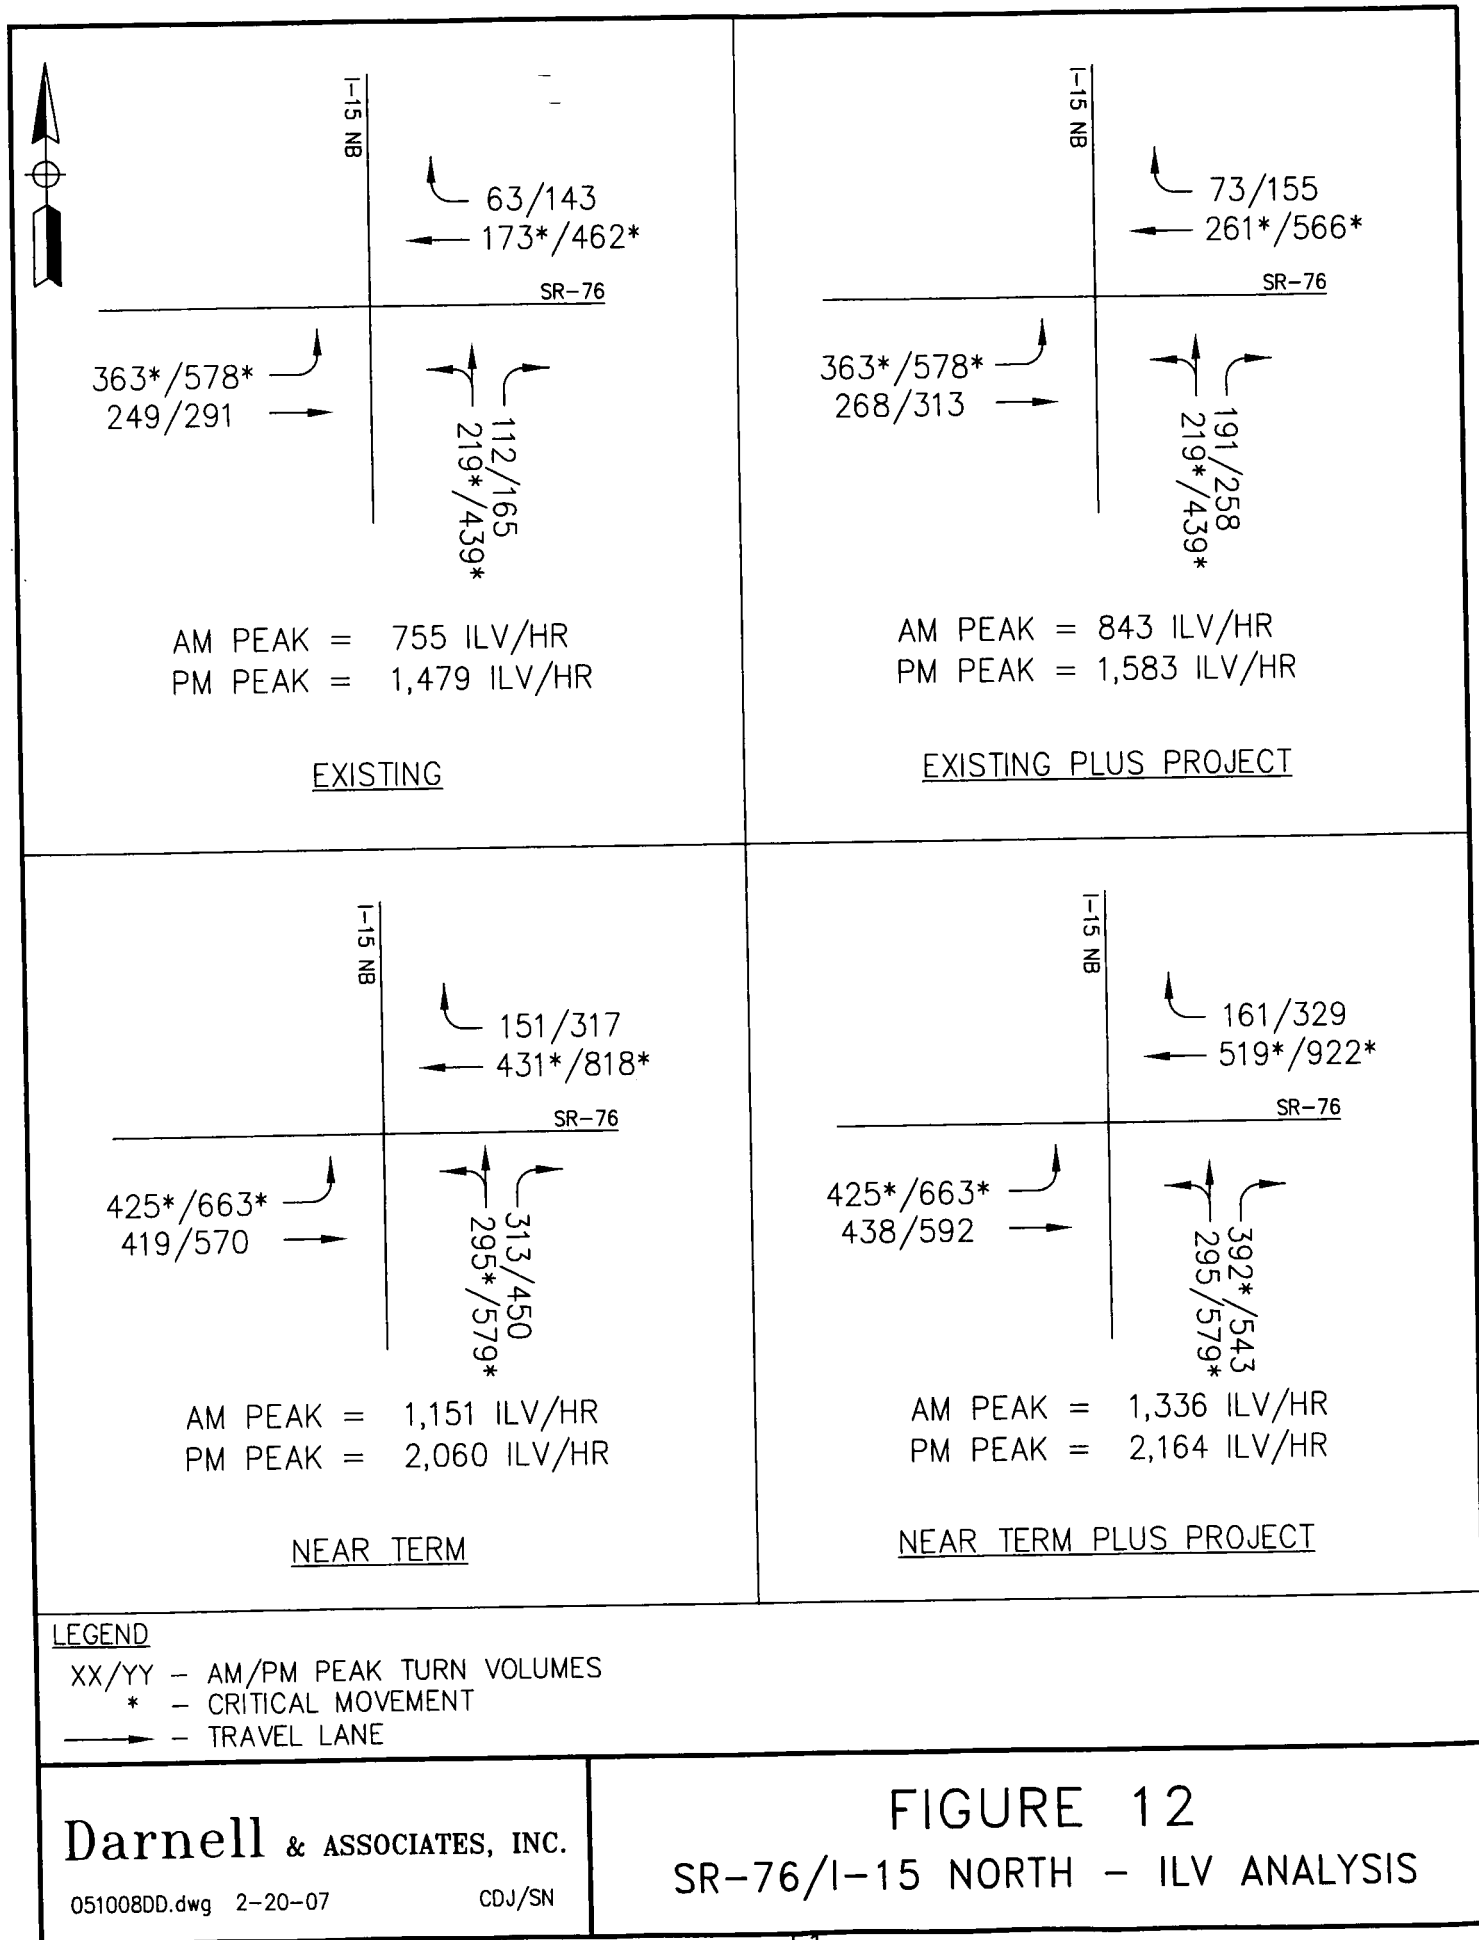 I-15 NB
63/143
173*/462*
SR-76
363*/578*
249/291
112/165
219*/439*
AM PEAK = 755 ILV/HR
PM PEAK = 1,479 ILV/HR
EXISTING
I-15 NB
73/155
261*/566*
SR-76
363*/578*
268/313
191/258
219*/439*
AM PEAK = 843 ILV/HR
PM PEAK = 1,583 ILV/HR
EXISTING PLUS PROJECT
I-15 NB
151/317
431*/818*
SR-76
425*/663*
419/570
313/450
295*/579*
AM PEAK = 1,151 ILV/HR
PM PEAK = 2,060 ILV/HR
NEAR TERM
I-15 NB
161/329
519*/922*
SR-76
425*/663*
438/592
392*/543
295/579*
AM PEAK = 1,336 ILV/HR
PM PEAK = 2,164 ILV/HR
NEAR TERM PLUS PROJECT
LEGEND
XX/YY - AM/PM PEAK TURN VOLUMES
* - CRITICAL MOVEMENT
- TRAVEL LANE
Darnell & ASSOCIATES, INC.
051008DD.dwg 2-20-07 CDJ/SN
FIGURE 12
SR-76/I-15 NORTH - ILV ANALYSIS